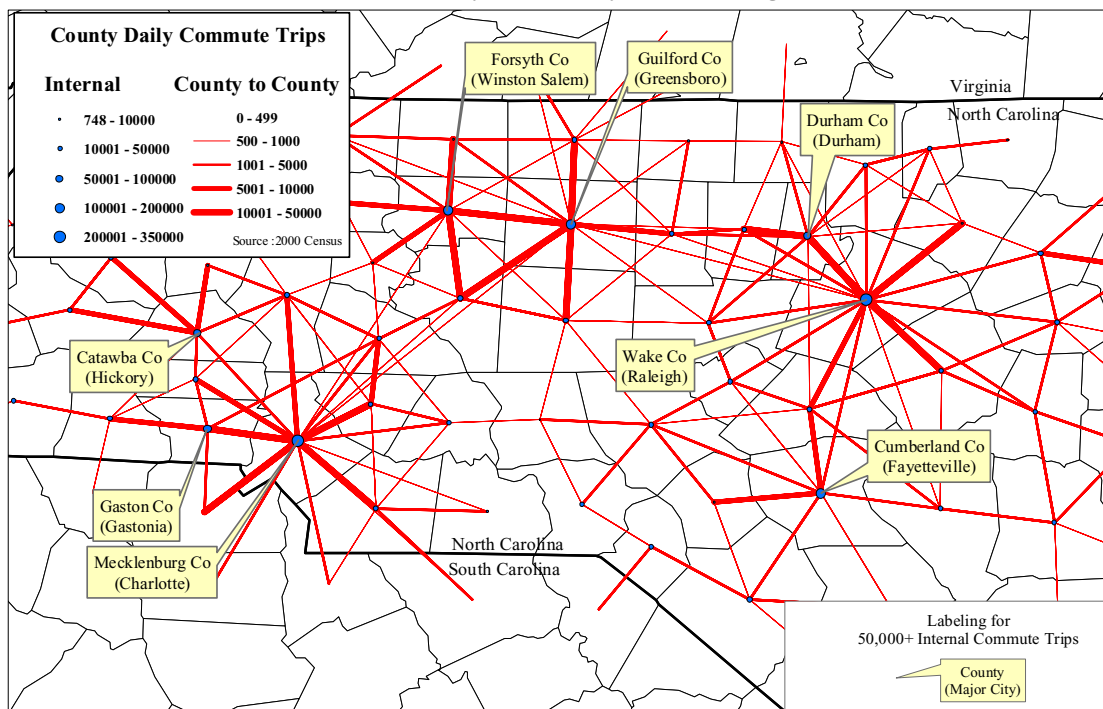 County Daily Commute Trips
Internal
County to County
748 - 10000
10001 - 50000
50001 - 100000
100001 - 200000
200001 - 350000
0 - 499
500 - 1000
1001 - 5000
5001 - 10000
10001 - 50000
Source :2000 Census
Forsyth Co
(Winston Salem)
Guilford Co
(Greensboro)
Virginia
North Carolina
Durham Co
(Durham)
Catawba Co
(Hickory)
Wake Co
(Raleigh)
Cumberland Co
(Fayetteville)
Gaston Co
(Gastonia)
Mecklenburg Co
(Charlotte)
North Carolina
South Carolina
Labeling for
50,000+ Internal Commute Trips
County
(Major City)